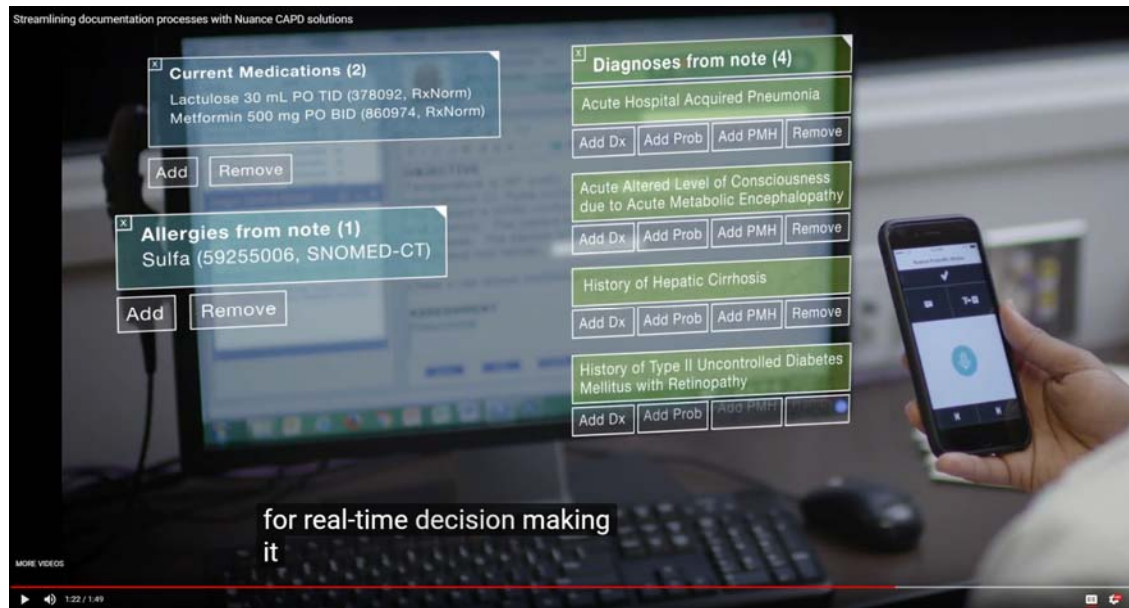 Streamlining documentation processes with Nuance CAPD solutions
x
Current Medications (2)
Lactulose 30 mL PO TID (378092, RxNorm)
Metformin 500 mg PO BID (860974, RxNorm)
Add Remove
x
Allergies from note (1)
Sulfa (59255006, SNOMED-CT)
Add Remove
x
Diagnoses from note (4)
Acute Hospital Acquired Pneumonia
Add Dx Add Prob Add PMH Remove
Acute Altered Level of Consciousness
due to Acute Metabolic Encephalopathy
Add Dx Add Prob Add PMH Remove
History of Hepatic Cirrhosis
Add Dx Add Prob Add PMH Remove
History of Type II Uncontrolled Diabetes
Mellitus with Retinopathy
Add Dx Add Prob Add PMH
for real-time decision making
it
MORE VIDEOS
1:22 / 1:49